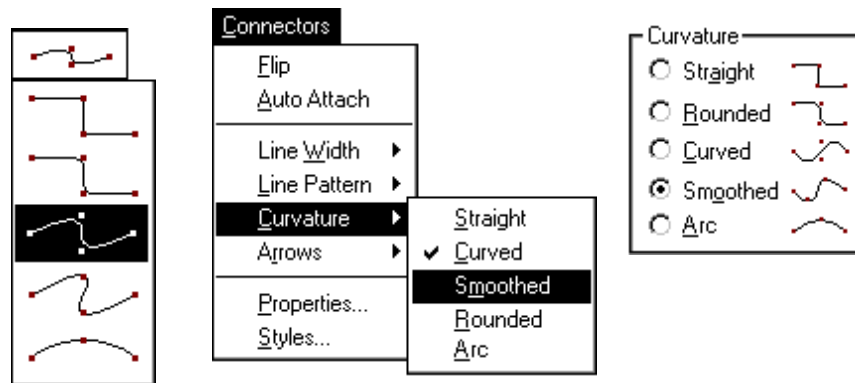 Connectors
Flip
Auto Attach
Line Width
Line Pattern
Curvature
Arrows
Properties...
Styles...
Straight
Curved
Smoothed
Rounded
Arc
Curvature
Straight
Rounded
Curved
Smoothed
Arc